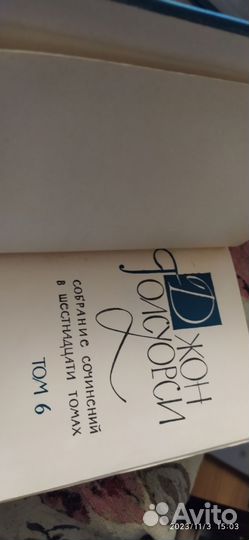 ДЖОН
ГОЛСУОРСИ
СОБРАНИЕ СОЧИНЕНИЙ
В ШЕСТНАДЦАТИ ТОМАХ
ТОМ 6
Avito
2023/11/3 15:03